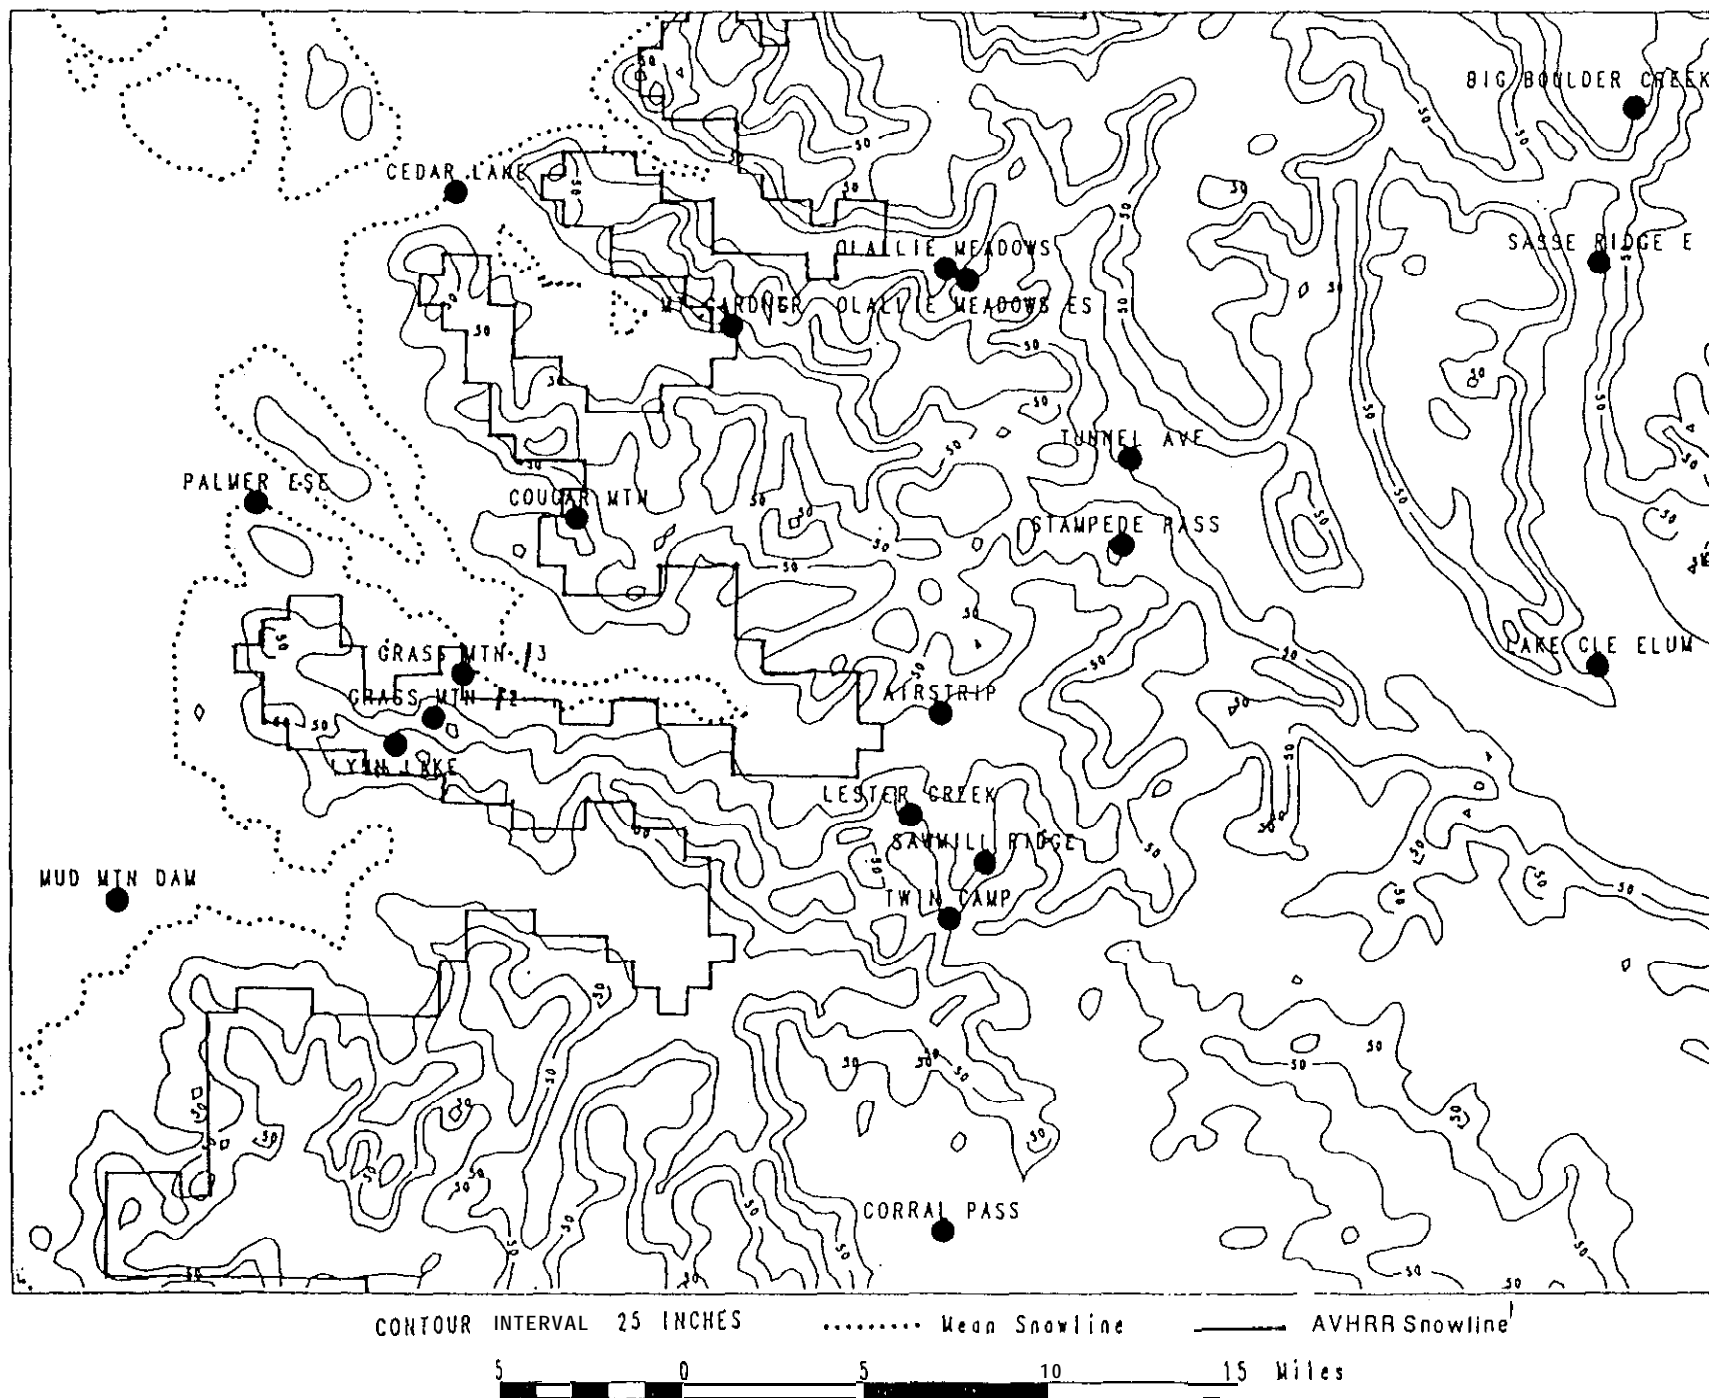 BIG BOULDER CREEK
CEDAR LAKE
OLALLIE MEADOWS
SASSE RIDGE E
MT GARDNER
OLALLIE MEADOWS ES
TUNNEL AVE
PALMER ESE
COUGAR MTN
STAMPEDE PASS
GRASS MTN #3
LAKE CLE ELUM
GRASS MTN #2
AIRSTRIP
LYNN LAKE
LESTER CREEK
SAWMILL RIDGE
MUD MTN DAM
TWIN CAMP
CORRAL PASS
50
CONTOUR INTERVAL 25 INCHES
Mean Snowline
AVHRR Snowline
5 0 5 10 15 Miles